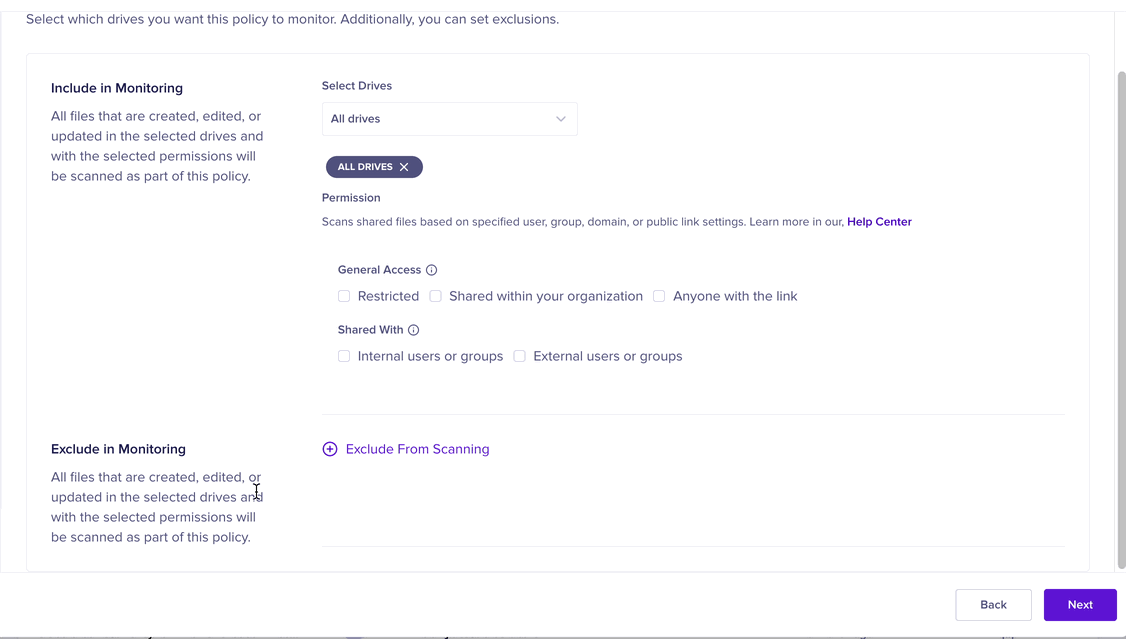 Select which drives you want this policy to monitor. Additionally, you can set exclusions.
Include in Monitoring
All files that are created, edited, or
updated in the selected drives and
with the selected permissions will
be scanned as part of this policy.
Select Drives
All drives
ALL DRIVES
Permission
Scans shared files based on specified user, group, domain, or public link settings. Learn more in our, Help Center
General Access
Restricted Shared within your organization Anyone with the link
Shared With
Internal users or groups External users or groups
Exclude in Monitoring
All files that are created, edited, or
updated in the selected drives and
with the selected permissions will
be scanned as part of this policy.
Exclude From Scanning
Back Next